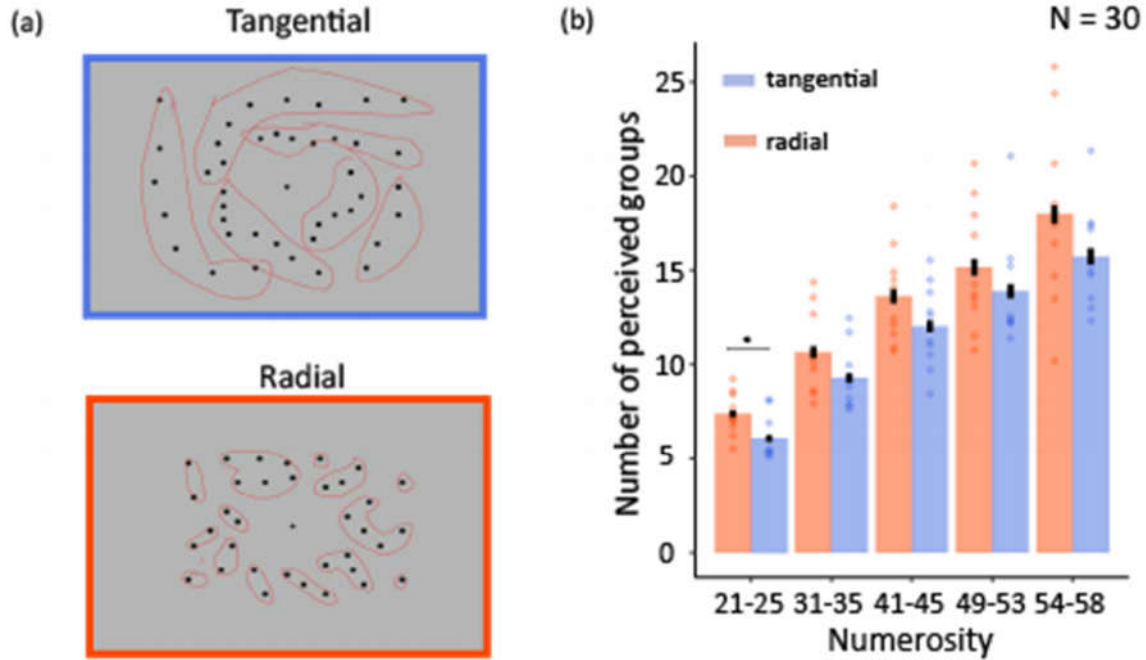 (a)
Tangential
Radial
(b)
N = 30
tangential
radial
Number of perceived groups
25
20
15
10
5
0
*
21-25 31-35 41-45 49-53 54-58
Numerosity